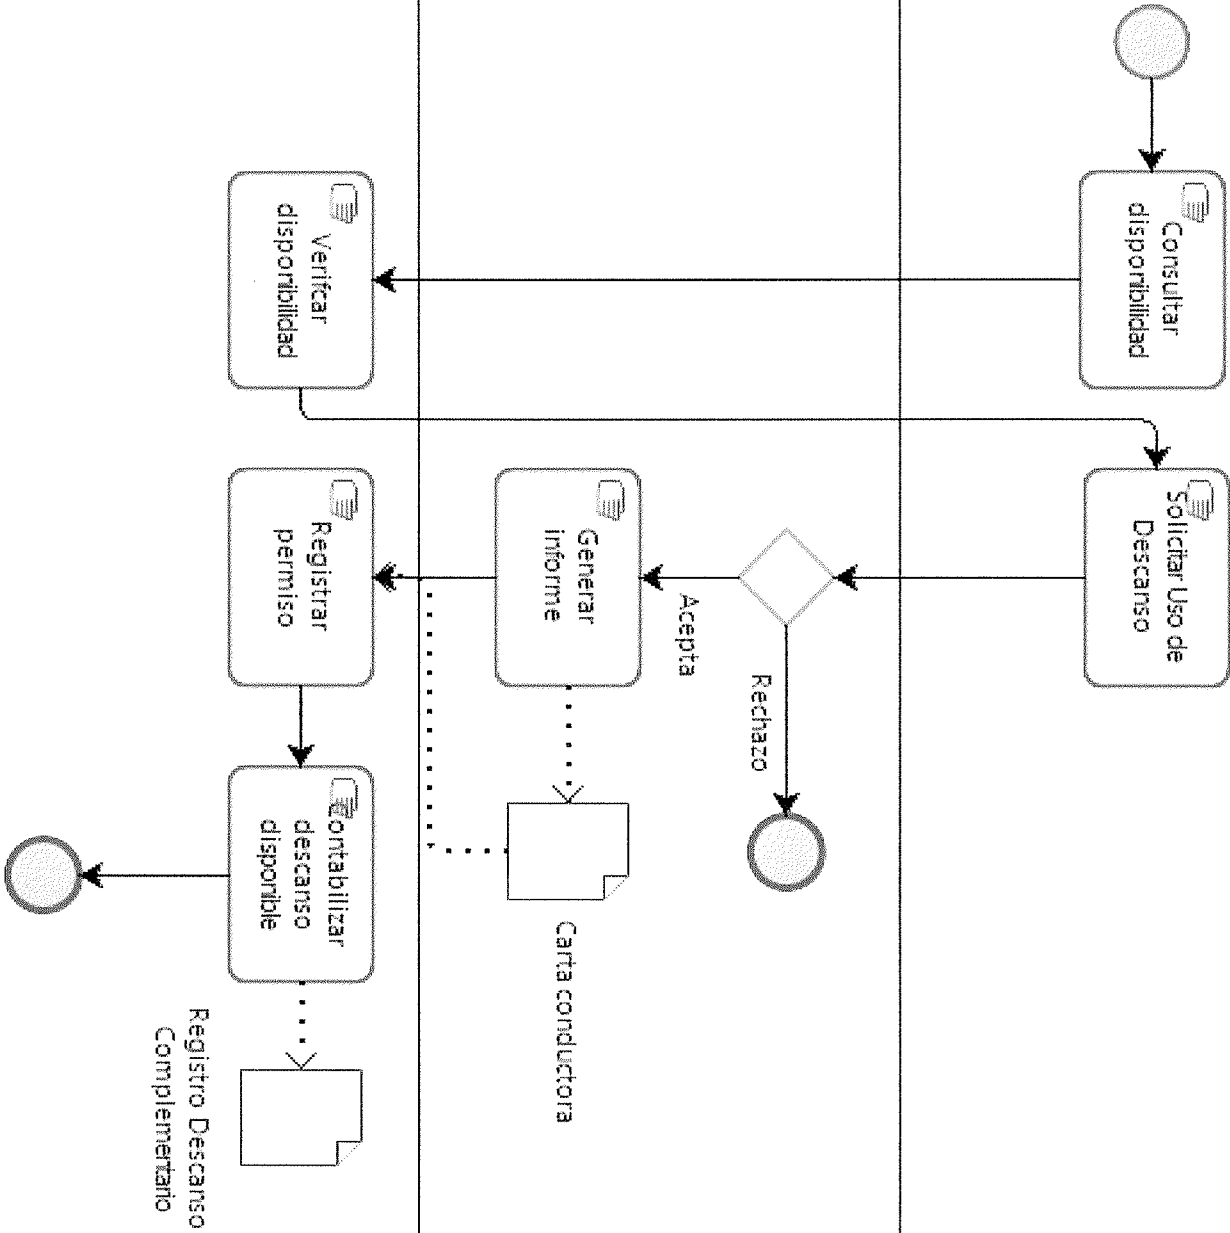 Consultar
disponibilidad
Solicitar Uso de
Descanso
Rechazo
Acepta
Generar
informe
Carta conductora
Verifcar
disponibilidad
Registrar
permiso
Contabilizar
descanso
disponible
Registro Descanso
Complementario